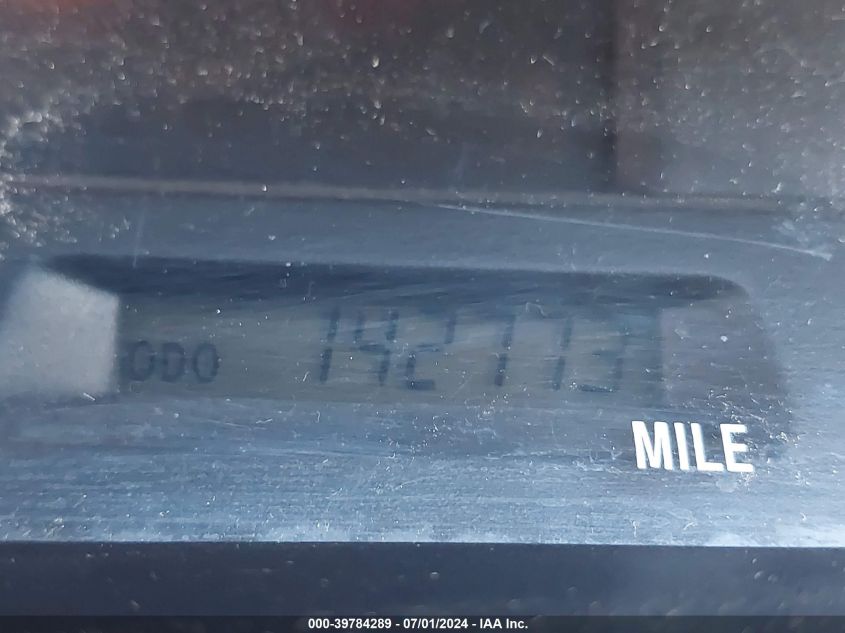 ODO 142773
MILE
000-39784289 - 07/01/2024 - IAA Inc.